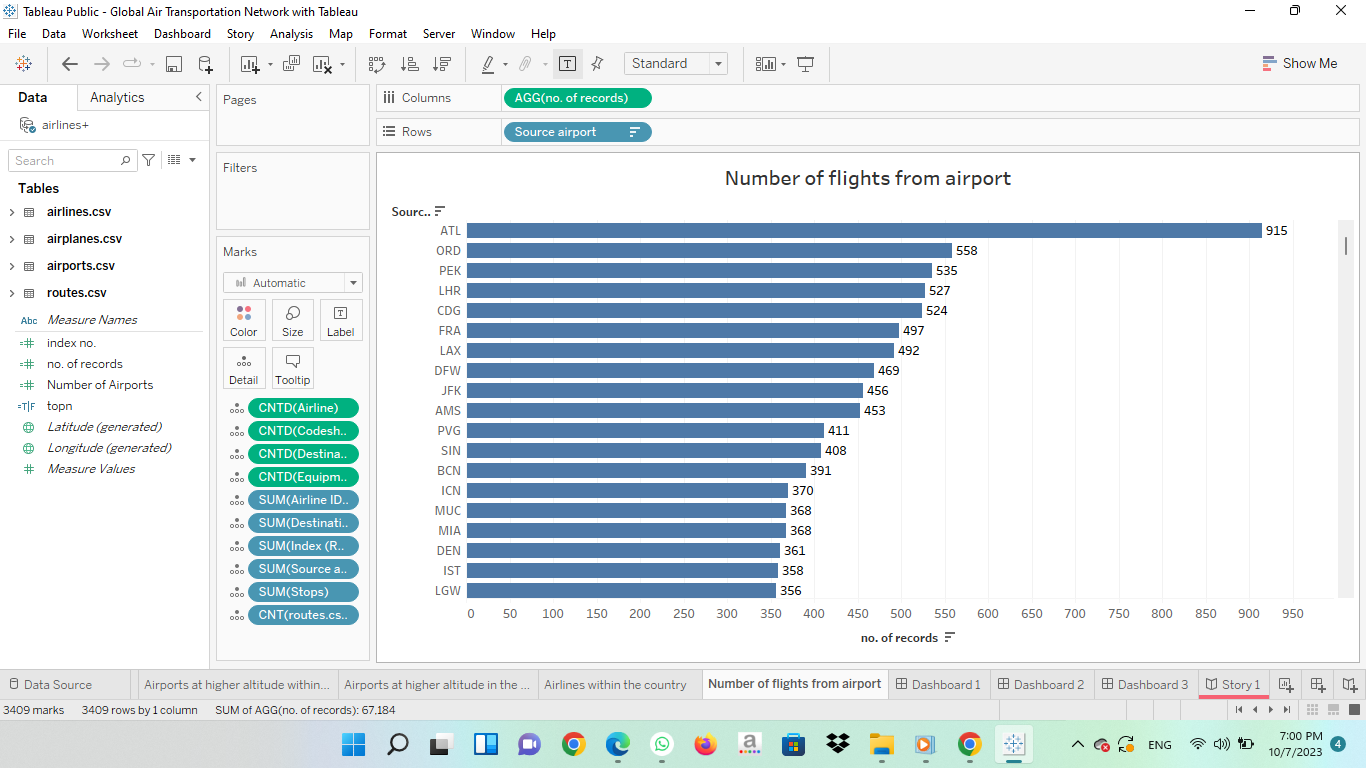 Tableau Public - Global Air Transportation Network with Tableau
File Data Worksheet Dashboard Story Analysis Map Format Server Window Help
Standard
Show Me
Data Analytics
airlines+
Search
Tables
airlines.csv
airplanes.csv
airports.csv
routes.csv
Abc Measure Names
=# index no.
=# no. of records
=# Number of Airports
=T|F topn
Latitude (generated)
Longitude (generated)
# Measure Values
Pages
Filters
Marks
Automatic
Color Size Label
Detail Tooltip
CNTD(Airline)
CNTD(Codesh..
CNTD(Destina..
CNTD(Equipm..
SUM(Airline ID..
SUM(Destinati..
SUM(Index (R..
SUM(Source a..
SUM(Stops)
CNT(routes.cs..
Columns AGG(no. of records)
Rows Source airport
Number of flights from airport
Sourc..
ATL 915
ORD 558
PEK 535
LHR 527
CDG 524
FRA 497
LAX 492
DFW 469
JFK 456
AMS 453
PVG 411
SIN 408
BCN 391
ICN 370
MUC 368
MIA 368
DEN 361
IST 358
LGW 356
0 50 100 150 200 250 300 350 400 450 500 550 600 650 700 750 800 850 900 950
no. of records
Data Source Airports at higher altitude within... Airports at higher altitude in the ... Airlines within the country Number of flights from airport Dashboard 1 Dashboard 2 Dashboard 3 Story 1
3409 marks 3409 rows by 1 column SUM of AGG(no. of records): 67,184
a
ENG
7:00 PM
10/7/2023
4